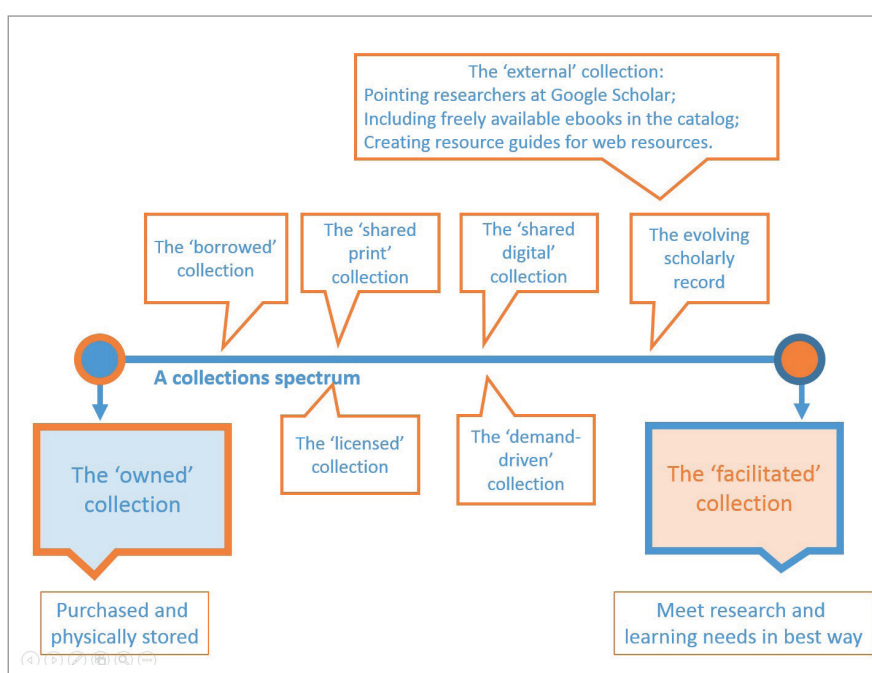 The ‘external’ collection:
Pointing researchers at Google Scholar;
Including freely available ebooks in the catalog;
Creating resource guides for web resources.
The ‘borrowed’
collection
The ‘shared
print’
collection
The ‘shared
digital’
collection
The evolving
scholarly
record
A collections spectrum
The ‘licensed’
collection
The ‘demand-
driven’
collection
The ‘owned’
collection
The ‘facilitated’
collection
Purchased and
physically stored
Meet research and
learning needs in best way